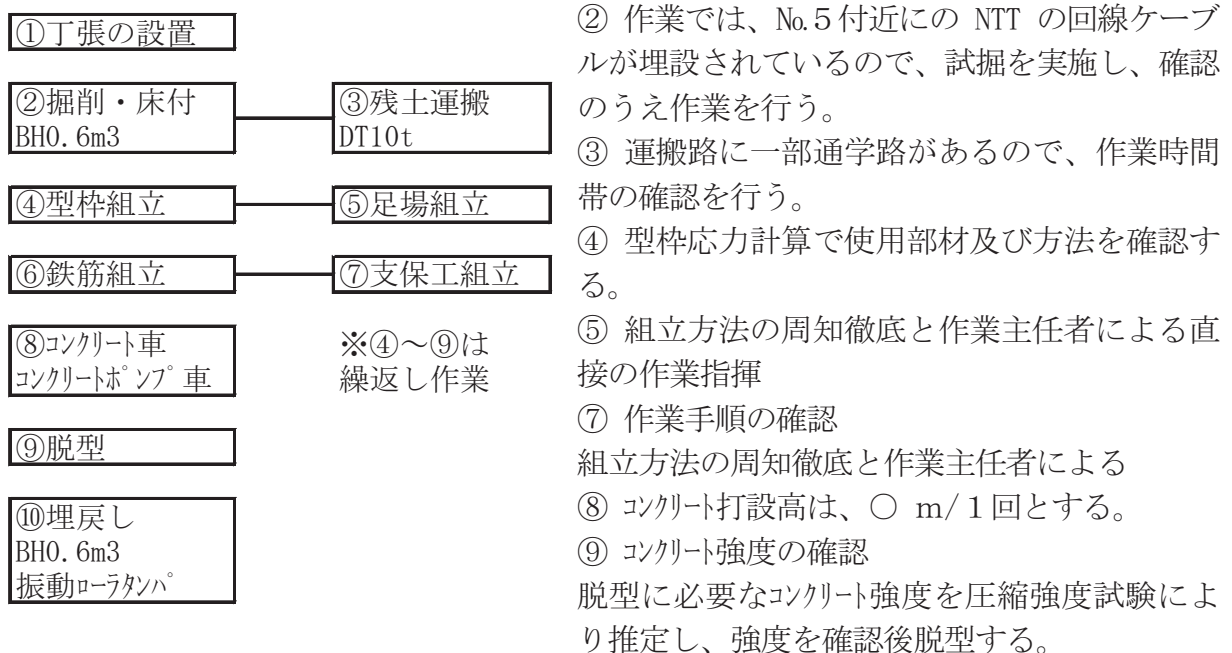 ①丁張の設置
②掘削・床付
BH0.6m3
③残土運搬
DT10t
④型枠組立
⑤足場組立
⑥鉄筋組立
⑦支保工組立
⑧ｺﾝｸﾘｰﾄ車
ｺﾝｸﾘｰﾄﾎﾟﾝﾌﾟ車
※④～⑨は
繰返し作業
⑨脱型
⑩埋戻し
BH0.6m3
振動ﾛｰﾗﾀﾝﾊﾟ
② 作業では、№５付近にの NTT の回線ケーブ
ルが埋設されているので、試掘を実施し、確認
のうえ作業を行う。
③ 運搬路に一部通学路があるので、作業時間
帯の確認を行う。
④ 型枠応力計算で使用部材及び方法を確認す
る。
⑤ 組立方法の周知徹底と作業主任者による直
接の作業指揮
⑦ 作業手順の確認
組立方法の周知徹底と作業主任者による
⑧ ｺﾝｸﾘｰﾄ打設高は、○ ｍ/１回とする。
⑨ ｺﾝｸﾘｰﾄ強度の確認
脱型に必要なｺﾝｸﾘｰﾄ強度を圧縮強度試験によ
り推定し、強度を確認後脱型する。